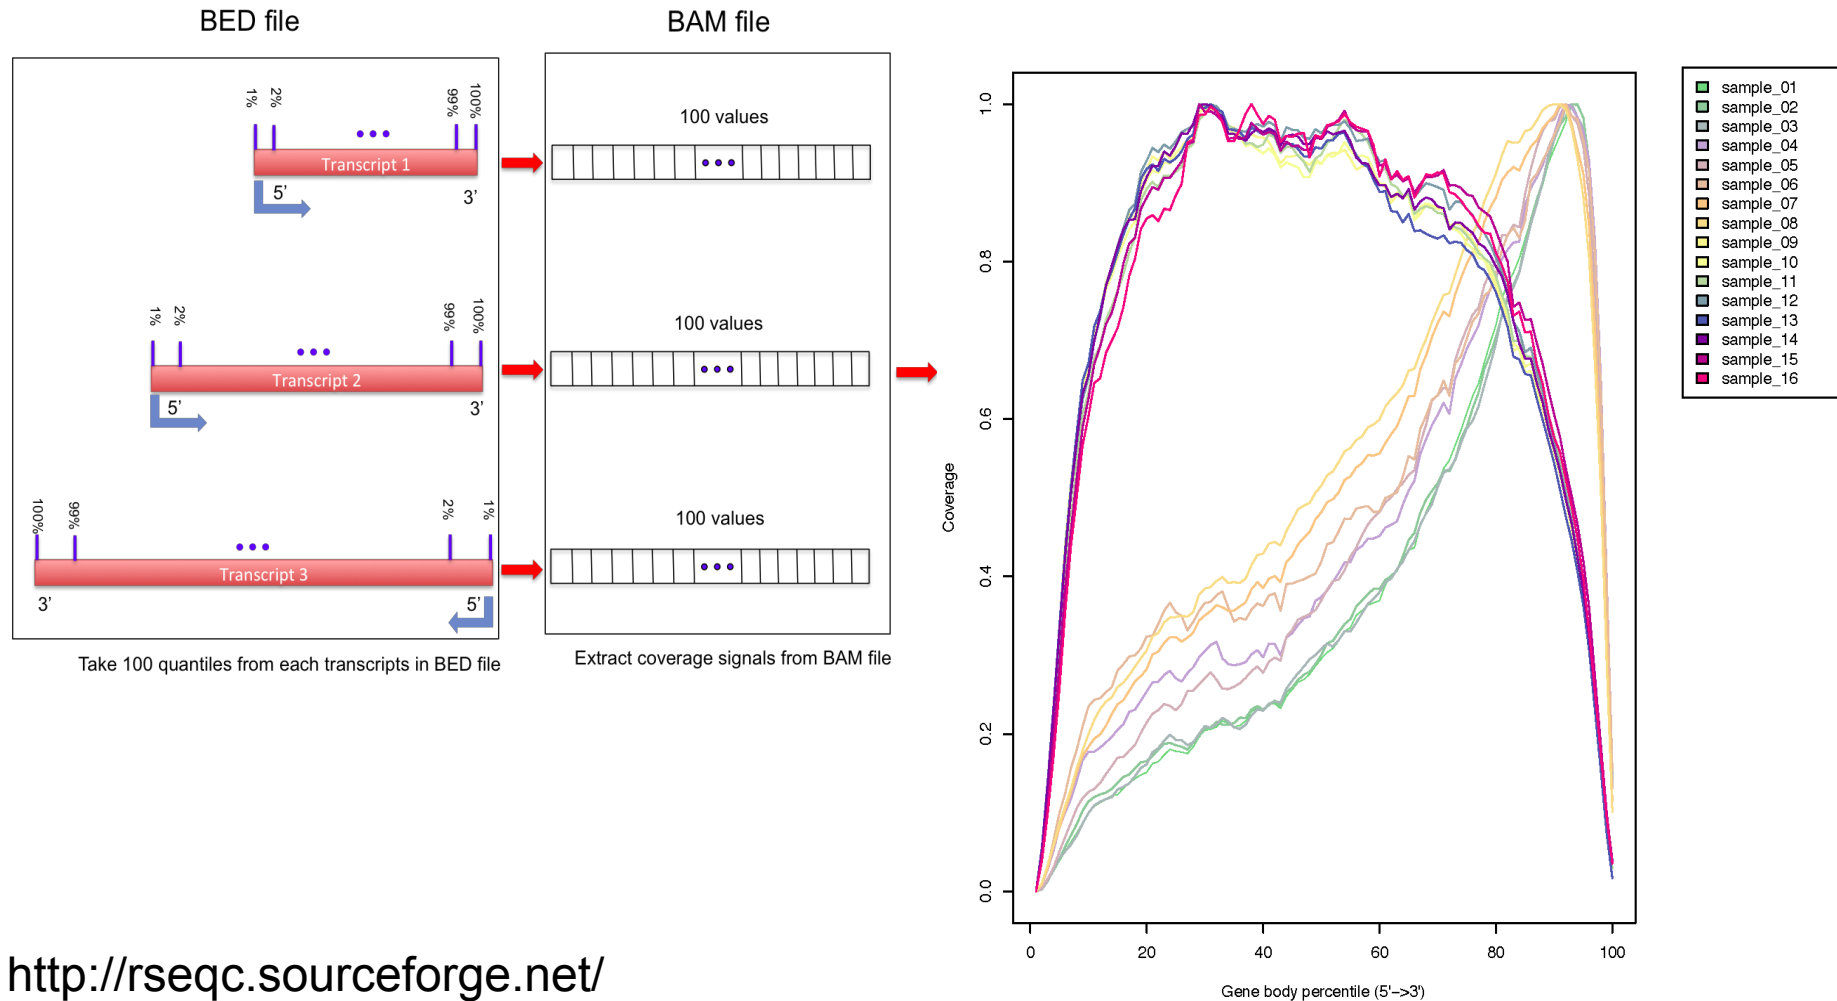 BED file
1%
2%
99%
100%
Transcript 1
5’
3’
1%
2%
99%
100%
Transcript 2
5’
3’
100%
99%
2%
1%
Transcript 3
3’
5’
Take 100 quantiles from each transcripts in BED file
BAM file
100 values
100 values
100 values
Extract coverage signals from BAM file
Coverage
1.0
0.8
0.6
0.4
0.2
0.0
0 20 40 60 80 100
Gene body percentile (5'->3')
sample_01
sample_02
sample_03
sample_04
sample_05
sample_06
sample_07
sample_08
sample_09
sample_10
sample_11
sample_12
sample_13
sample_14
sample_15
sample_16
http://rseqc.sourceforge.net/